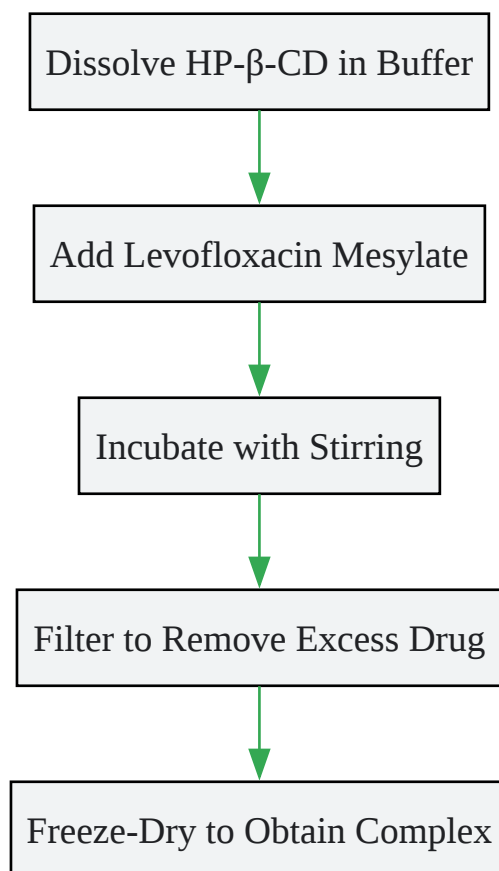 Dissolve HP-β-CD in Buffer
Add Levofloxacin Mesylate
Incubate with Stirring
Filter to Remove Excess Drug
Freeze-Dry to Obtain Complex